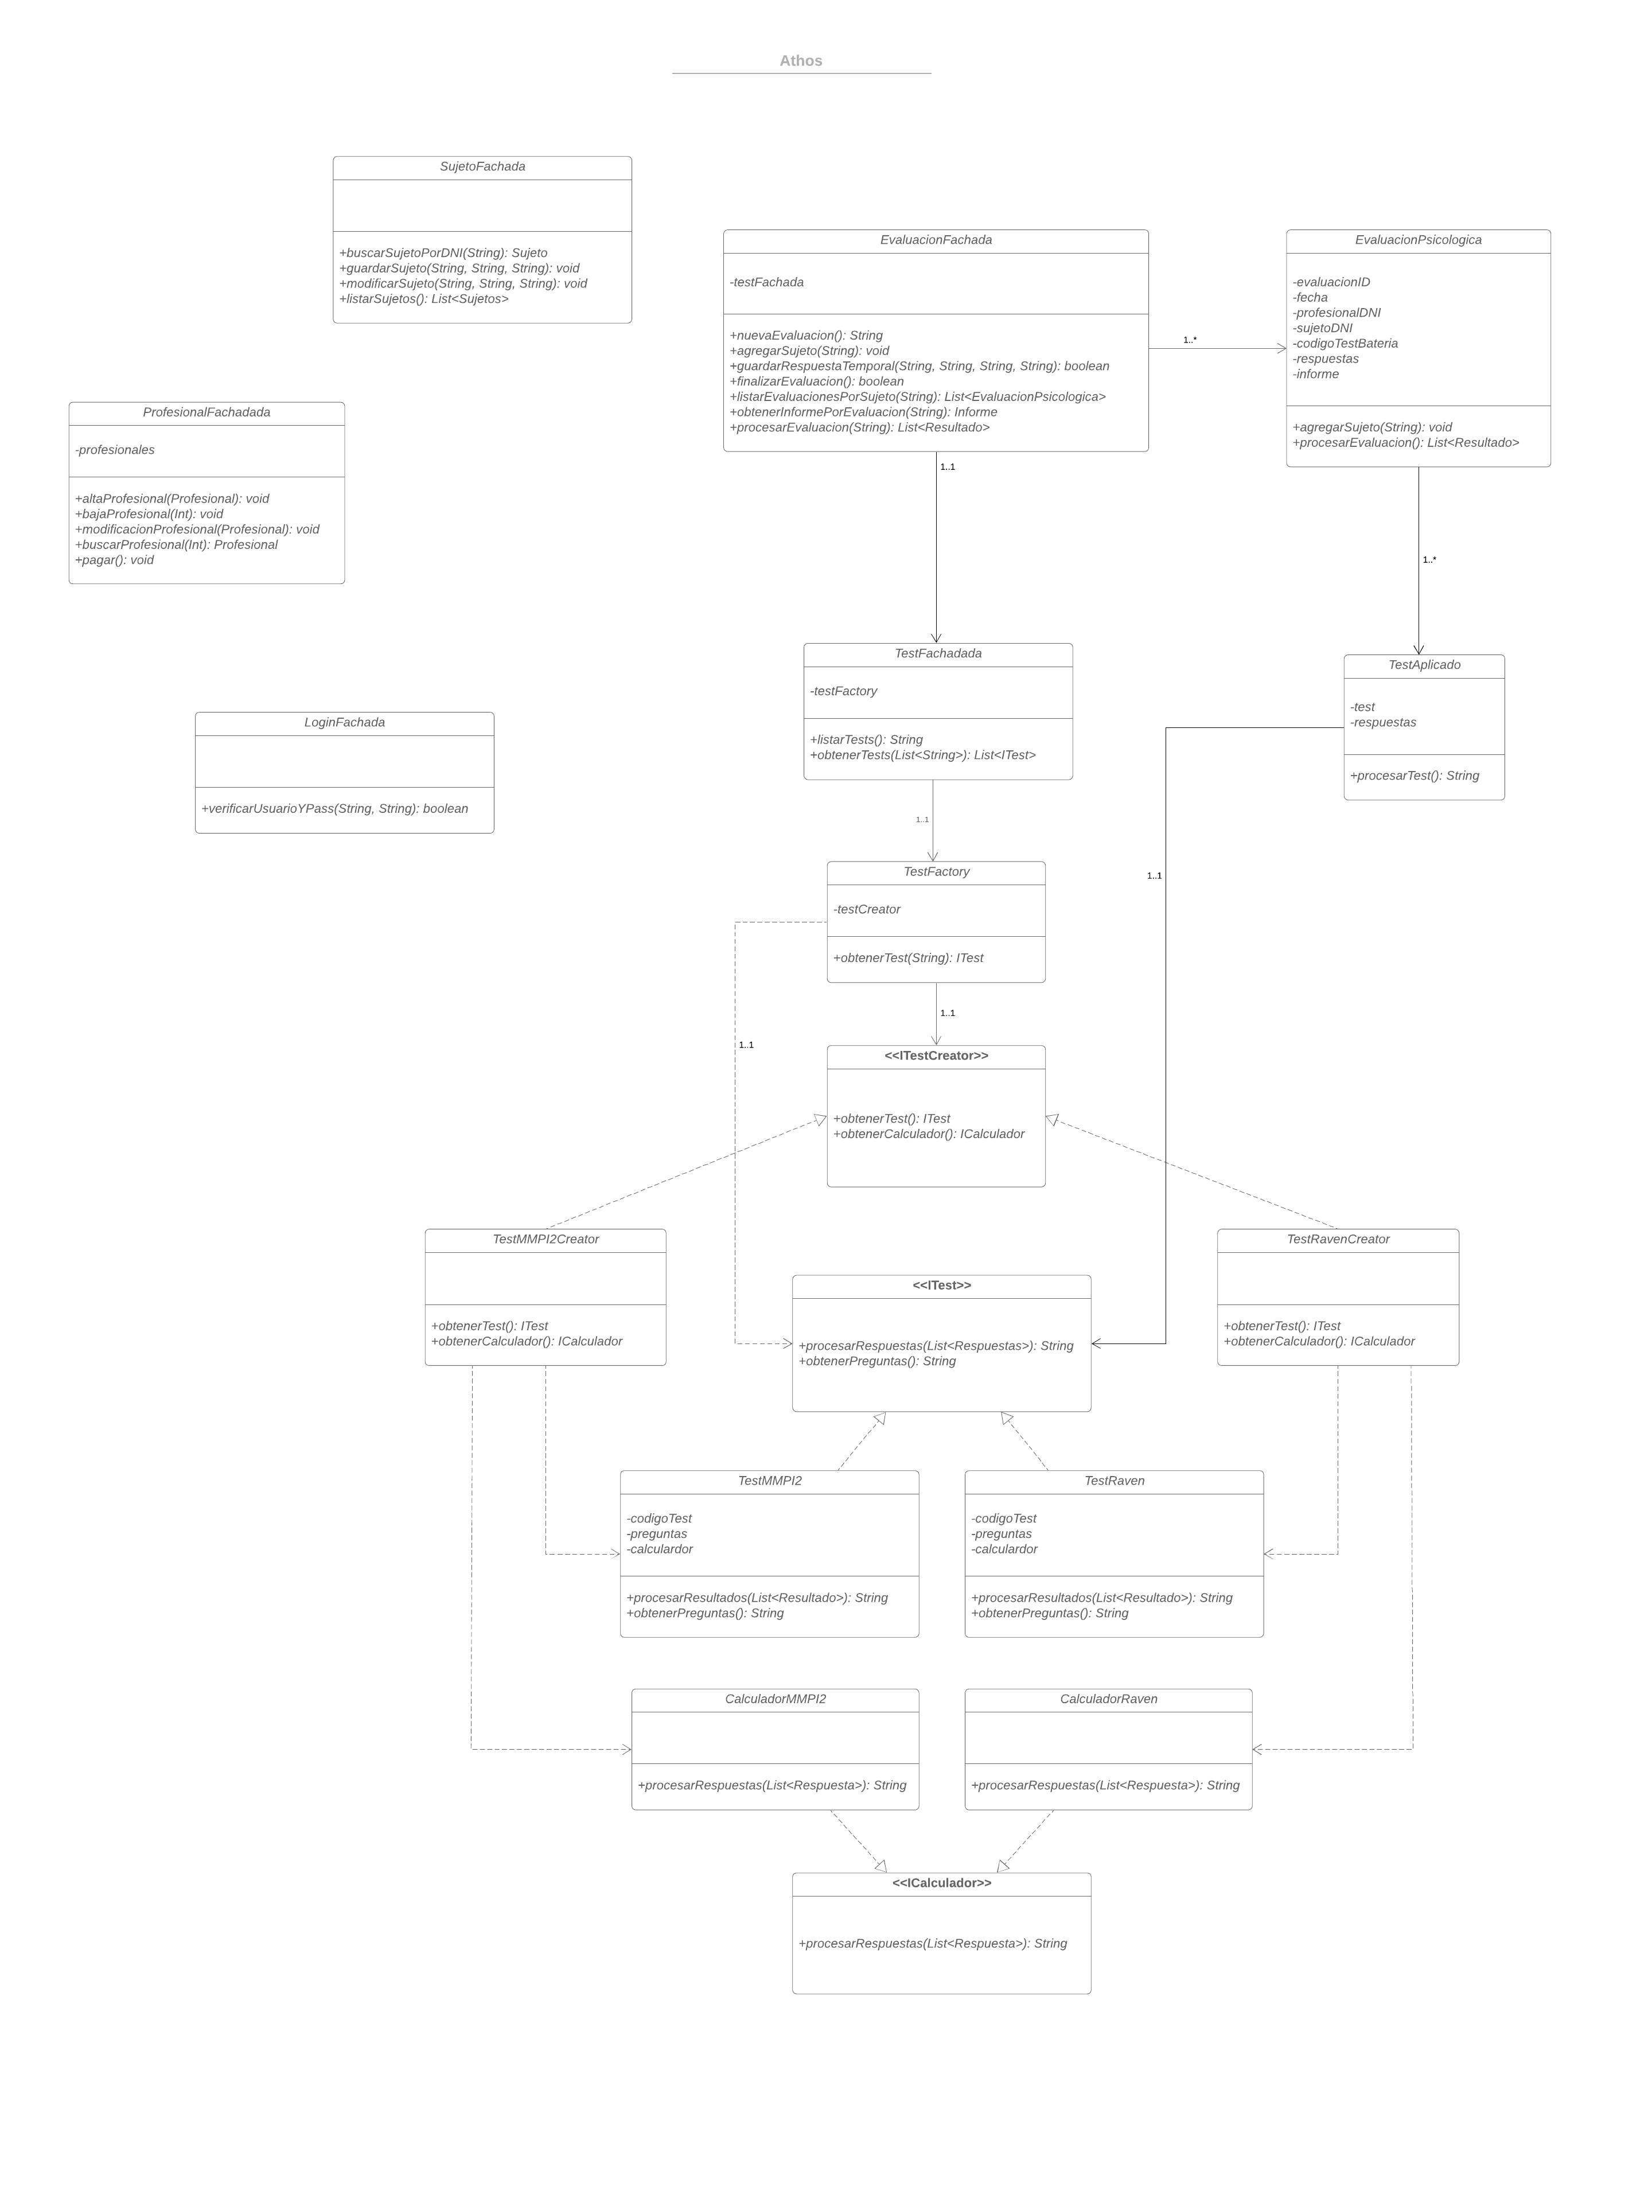 Athos
SujetoFachada
+buscarSujetoPorDNI(String): Sujeto
+guardarSujeto(String, String, String): void
+modificarSujeto(String, String, String): void
+listarSujetos(): List<Sujetos>
EvaluacionFachada
-testFachada
+nuevaEvaluacion(): String
+agregarSujeto(String): void
+guardarRespuestaTemporal(String, String, String, String): boolean
+finalizarEvaluacion(): boolean
+listarEvaluacionesPorSujeto(String): List<EvaluacionPsicologica>
+obtenerInformePorEvaluacion(String): Informe
+procesarEvaluacion(String): List<Resultado>
1..*
EvaluacionPsicologica
-evaluacionID
-fecha
-profesionalDNI
-sujetoDNI
-codigoTestBateria
-respuestas
-informe
+agregarSujeto(String): void
+procesarEvaluacion(): List<Resultado>
ProfesionalFachadada
-profesionales
+altaProfesional(Profesional): void
+bajaProfesional(Int): void
+modificacionProfesional(Profesional): void
+buscarProfesional(Int): Profesional
+pagar(): void
1..1
1..*
TestFachadada
-testFactory
+listarTests(): String
+obtenerTests(List<String>): List<ITest>
TestAplicado
-test
-respuestas
+procesarTest(): String
LoginFachada
+verificarUsuarioYPass(String, String): boolean
1..1
1..1
TestFactory
-testCreator
+obtenerTest(String): ITest
1..1
1..1
<<ITestCreator>>
+obtenerTest(): ITest
+obtenerCalculador(): ICalculador
TestMMPI2Creator
+obtenerTest(): ITest
+obtenerCalculador(): ICalculador
<<ITest>>
+procesarRespuestas(List<Respuestas>): String
+obtenerPreguntas(): String
TestRavenCreator
+obtenerTest(): ITest
+obtenerCalculador(): ICalculador
TestMMPI2
-codigoTest
-preguntas
-calculardor
+procesarResultados(List<Resultado>): String
+obtenerPreguntas(): String
TestRaven
-codigoTest
-preguntas
-calculardor
+procesarResultados(List<Resultado>): String
+obtenerPreguntas(): String
CalculadorMMPI2
+procesarRespuestas(List<Respuesta>): String
CalculadorRaven
+procesarRespuestas(List<Respuesta>): String
<<ICalculador>>
+procesarRespuestas(List<Respuesta>): String